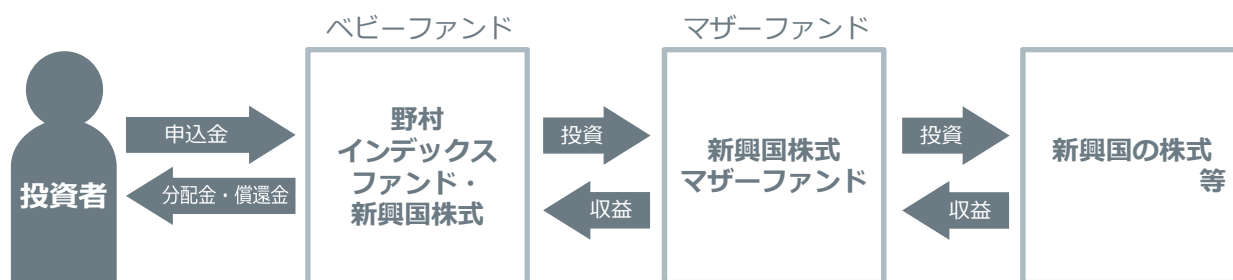 ベビーファンド
マザーファンド
投資者
申込金
分配金・償還金
野村
インデックス
ファンド・
新興国株式
投資
収益
新興国株式
マザーファンド
投資
収益
新興国の株式
等